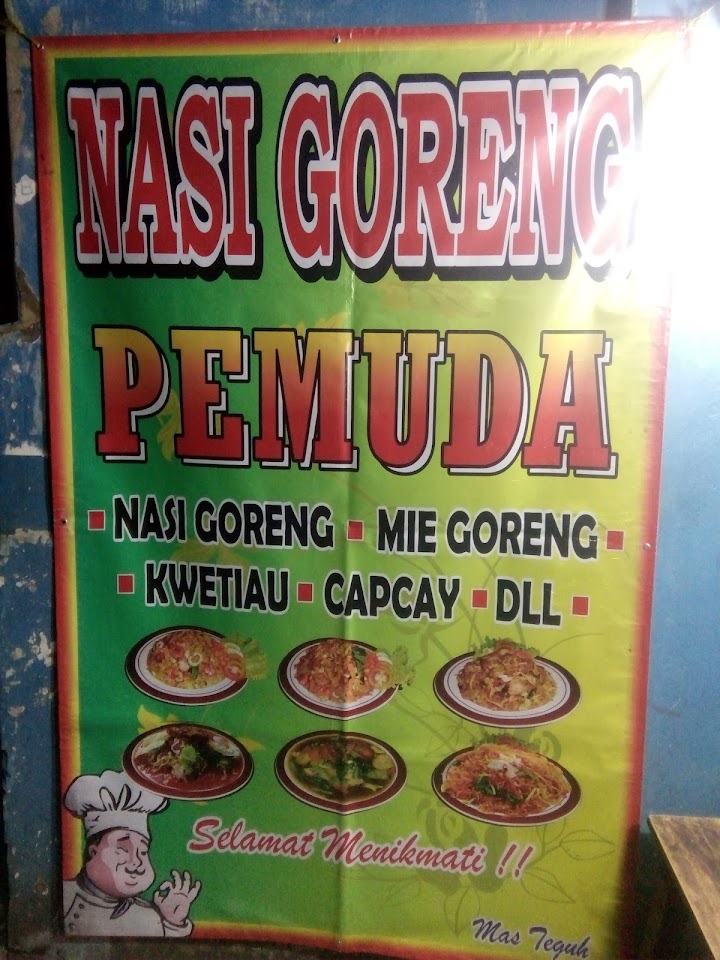 NASI GORENG
PEMUDA
▪ NASI GORENG ▪ MIE GORENG ▪
▪ KWETIAU ▪ CAPCAY ▪ DLL ▪
Selamat Menikmati !!
Mas Teguh